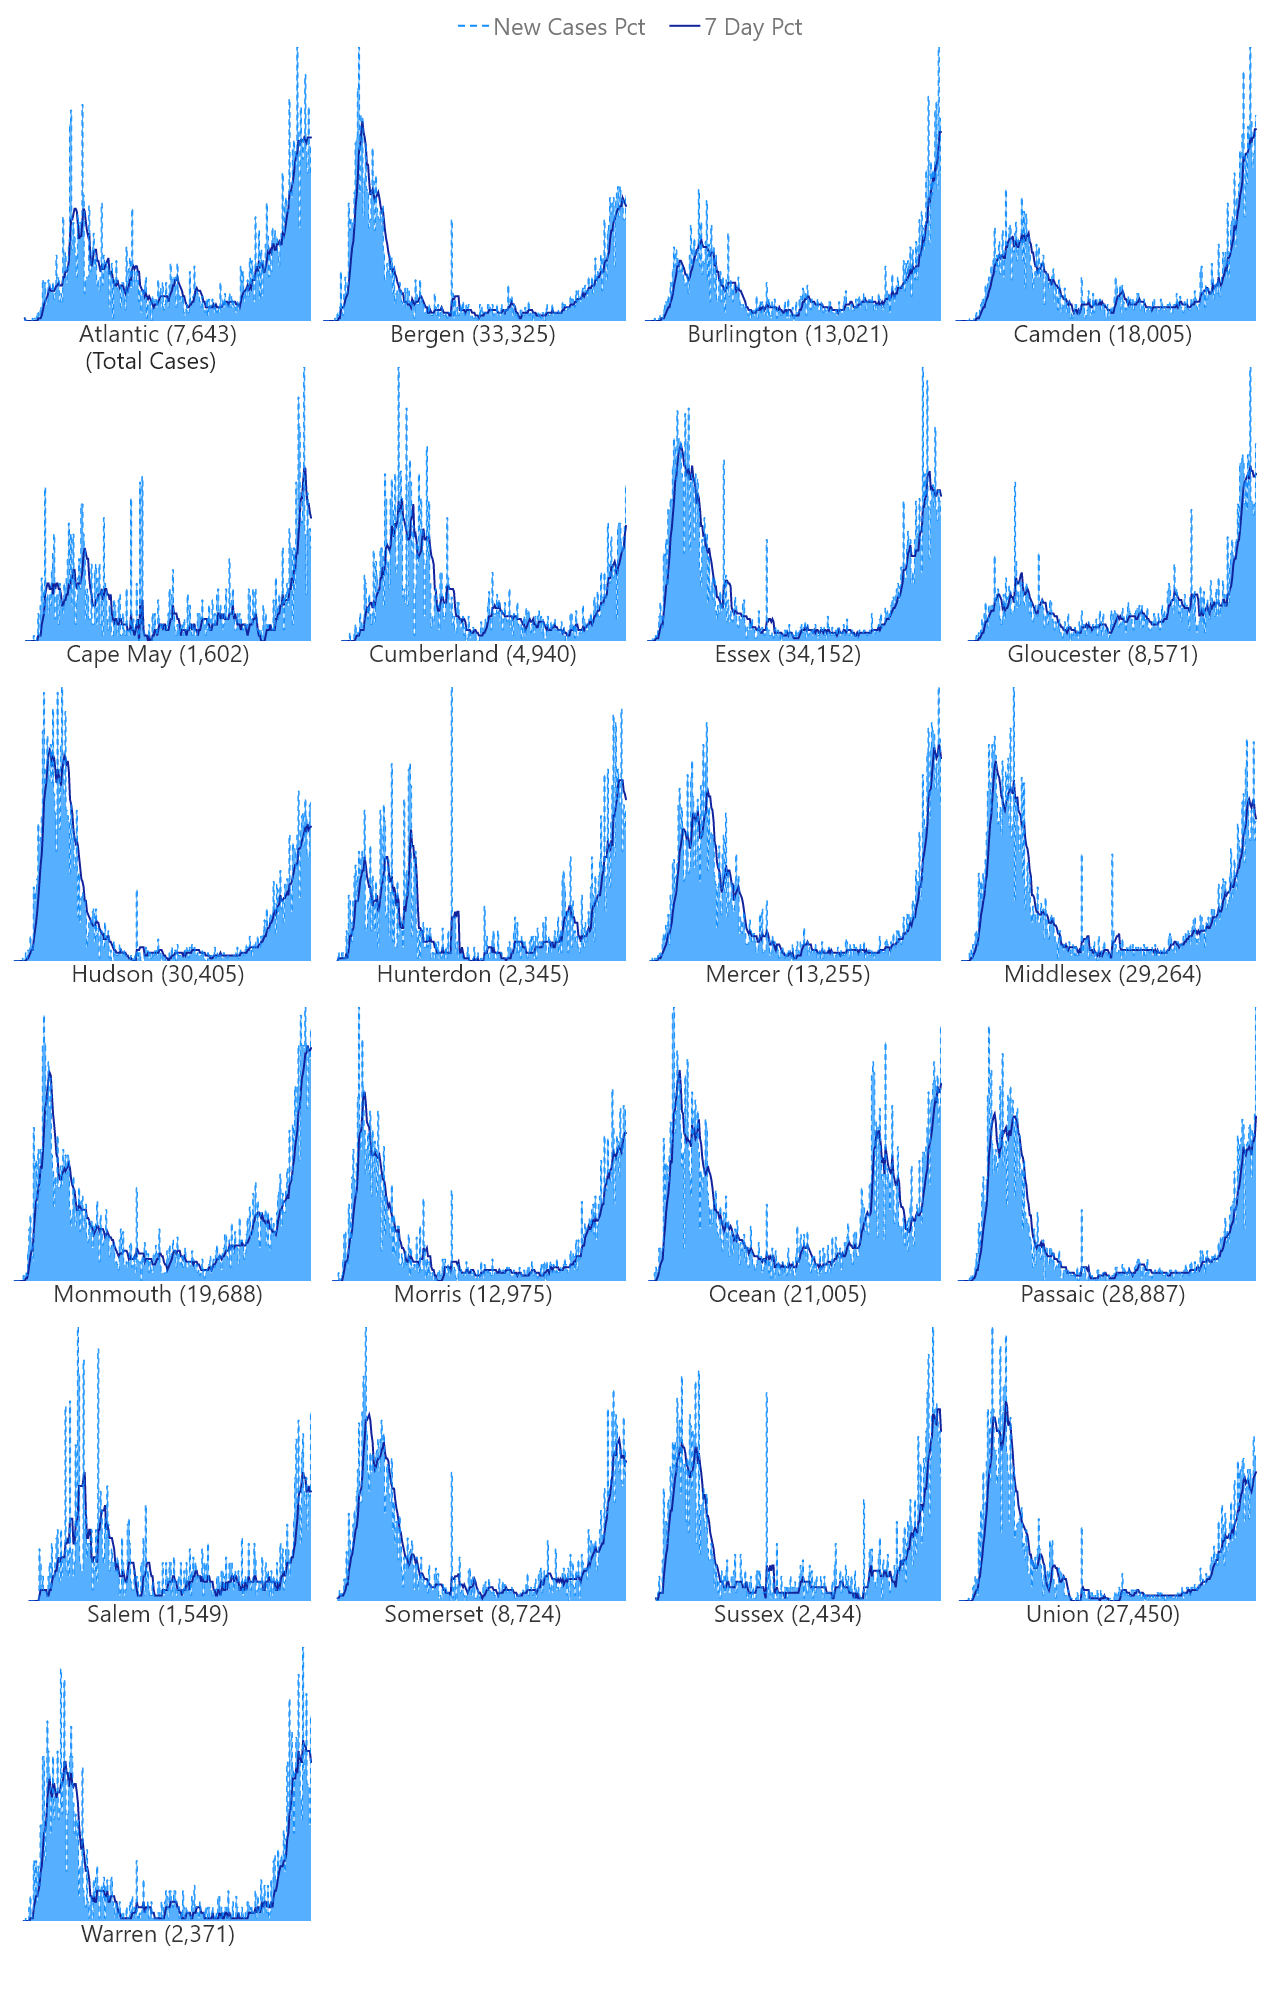 New Cases Pct 7 Day Pct
Atlantic (7,643) Bergen (33,325) Burlington (13,021) Camden (18,005)
(Total Cases)
Cape May (1,602) Cumberland (4,940) Essex (34,152) Gloucester (8,571)
Hudson (30,405) Hunterdon (2,345) Mercer (13,255) Middlesex (29,264)
Monmouth (19,688) Morris (12,975) Ocean (21,005) Passaic (28,887)
Salem (1,549) Somerset (8,724) Sussex (2,434) Union (27,450)
Warren (2,371)